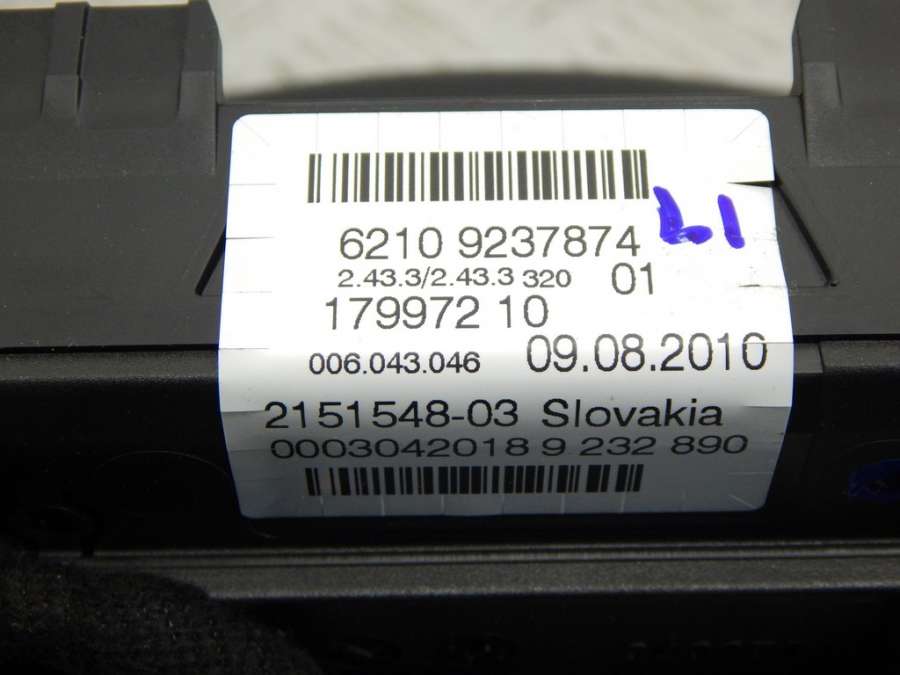 6210 9237874
2.43.3/2.43.3 320 01
179972 10
006.043.046 09.08.2010
2151548-03 Slovakia
0003042018 9 232 890